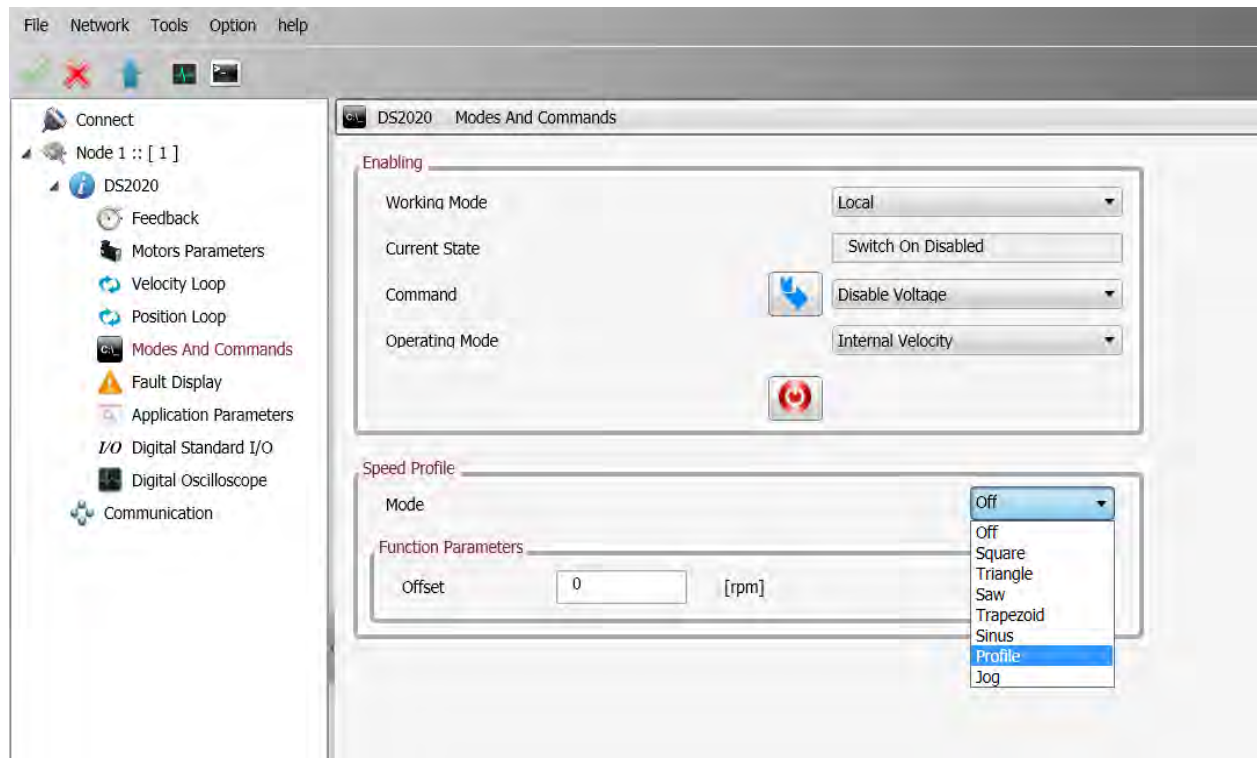 File Network Tools Option help
Connect
Node 1 :: [ 1 ]
DS2020
Feedback
Motors Parameters
Velocity Loop
Position Loop
Modes And Commands
Fault Display
Application Parameters
I/O Digital Standard I/O
Digital Oscilloscope
Communication
C:\_ DS2020 Modes And Commands
Enabling
Working Mode Local
Current State Switch On Disabled
Command Disable Voltage
Operating Mode Internal Velocity
Speed Profile
Mode Off
Off
Square
Triangle
Saw
Trapezoid
Sinus
Profile
Jog
Function Parameters
Offset 0 [rpm]